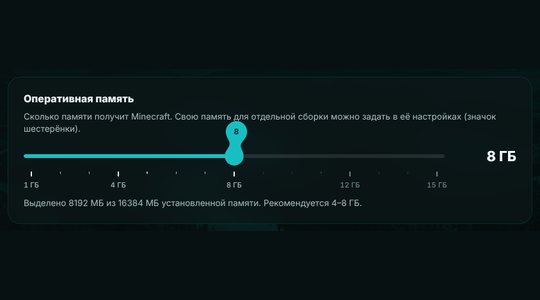 Оперативная память
Сколько памяти получит Minecraft. Свою память для отдельной сборки можно задать в её настройках (значок
шестерёнки).
8
8 ГБ
1 ГБ 4 ГБ 8 ГБ 12 ГБ 15 ГБ
Выделено 8192 МБ из 16384 МБ установленной памяти. Рекомендуется 4–8 ГБ.